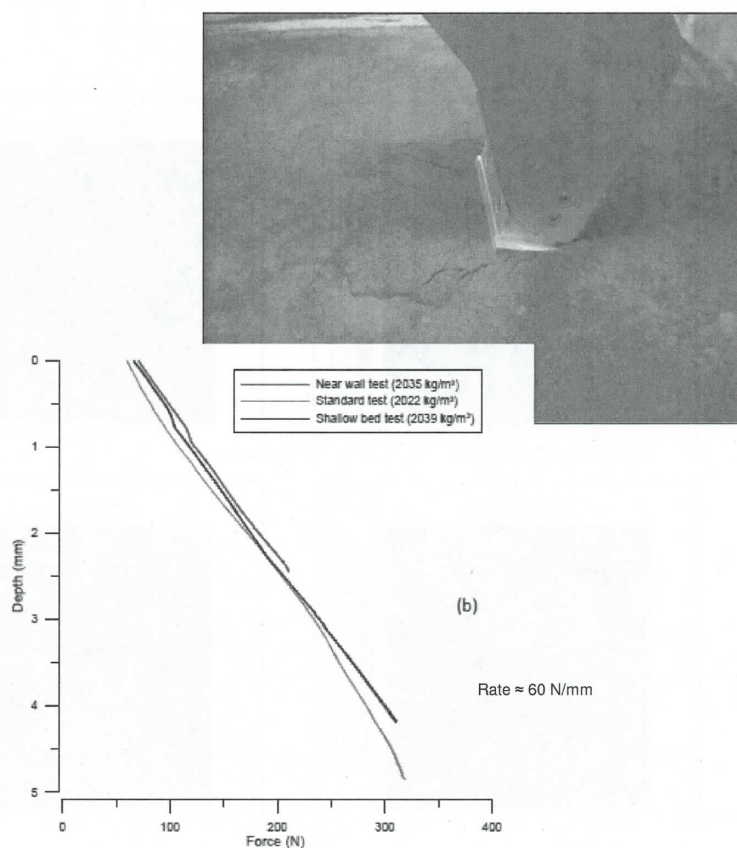 0
1
2
3
4
5
Depth (mm)
Near wall test (2035 kg/m³)
Standard test (2022 kg/m³)
Shallow bed test (2039 kg/m³)
(b)
Rate ≈ 60 N/mm
0
100
200
300
400
Force (N)